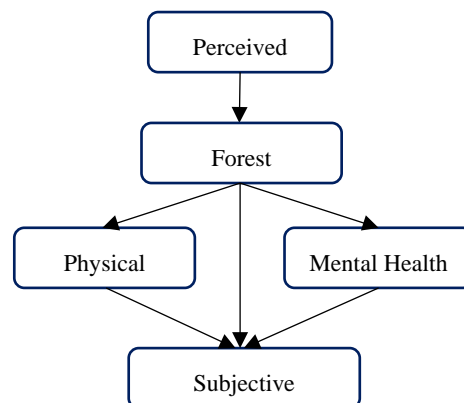 Perceived
Forest
Physical
Mental Health
Subjective